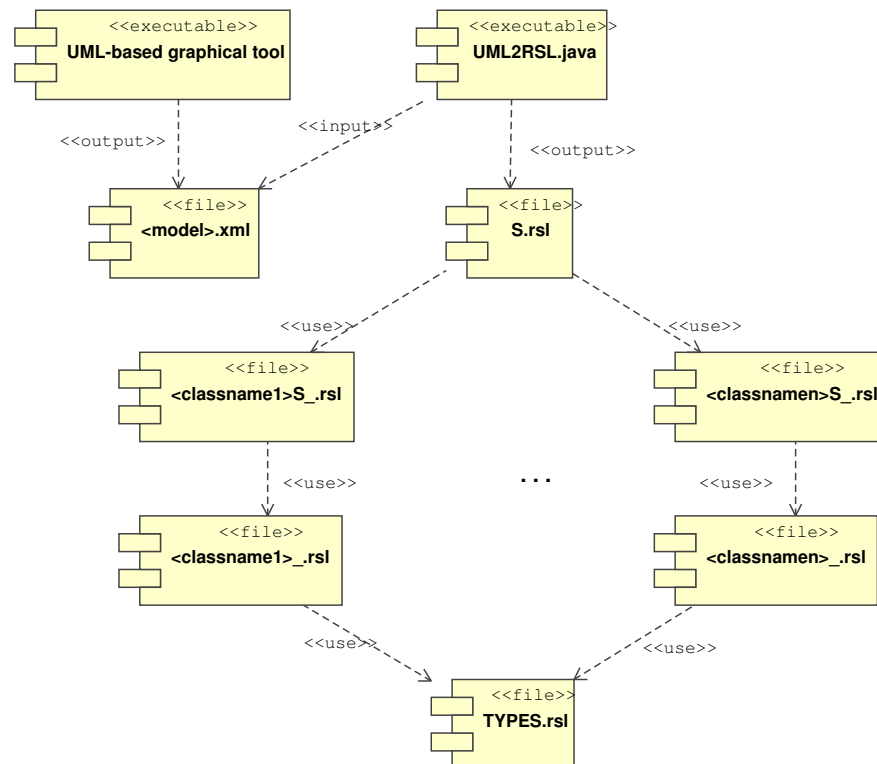 <<executable>>
UML-based graphical tool
<<executable>>
UML2RSL.java
<<input>>
<<output>>
<<output>>
<<file>>
<model>.xml
<<file>>
S.rsl
<<use>>
<<use>>
<<file>>
<classname1>S_.rsl
<<file>>
<classnamen>S_.rsl
<<use>>
. . .
<<use>>
<<file>>
<classname1>_.rsl
<<file>>
<classnamen>_.rsl
<<use>>
<<use>>
<<file>>
TYPES.rsl